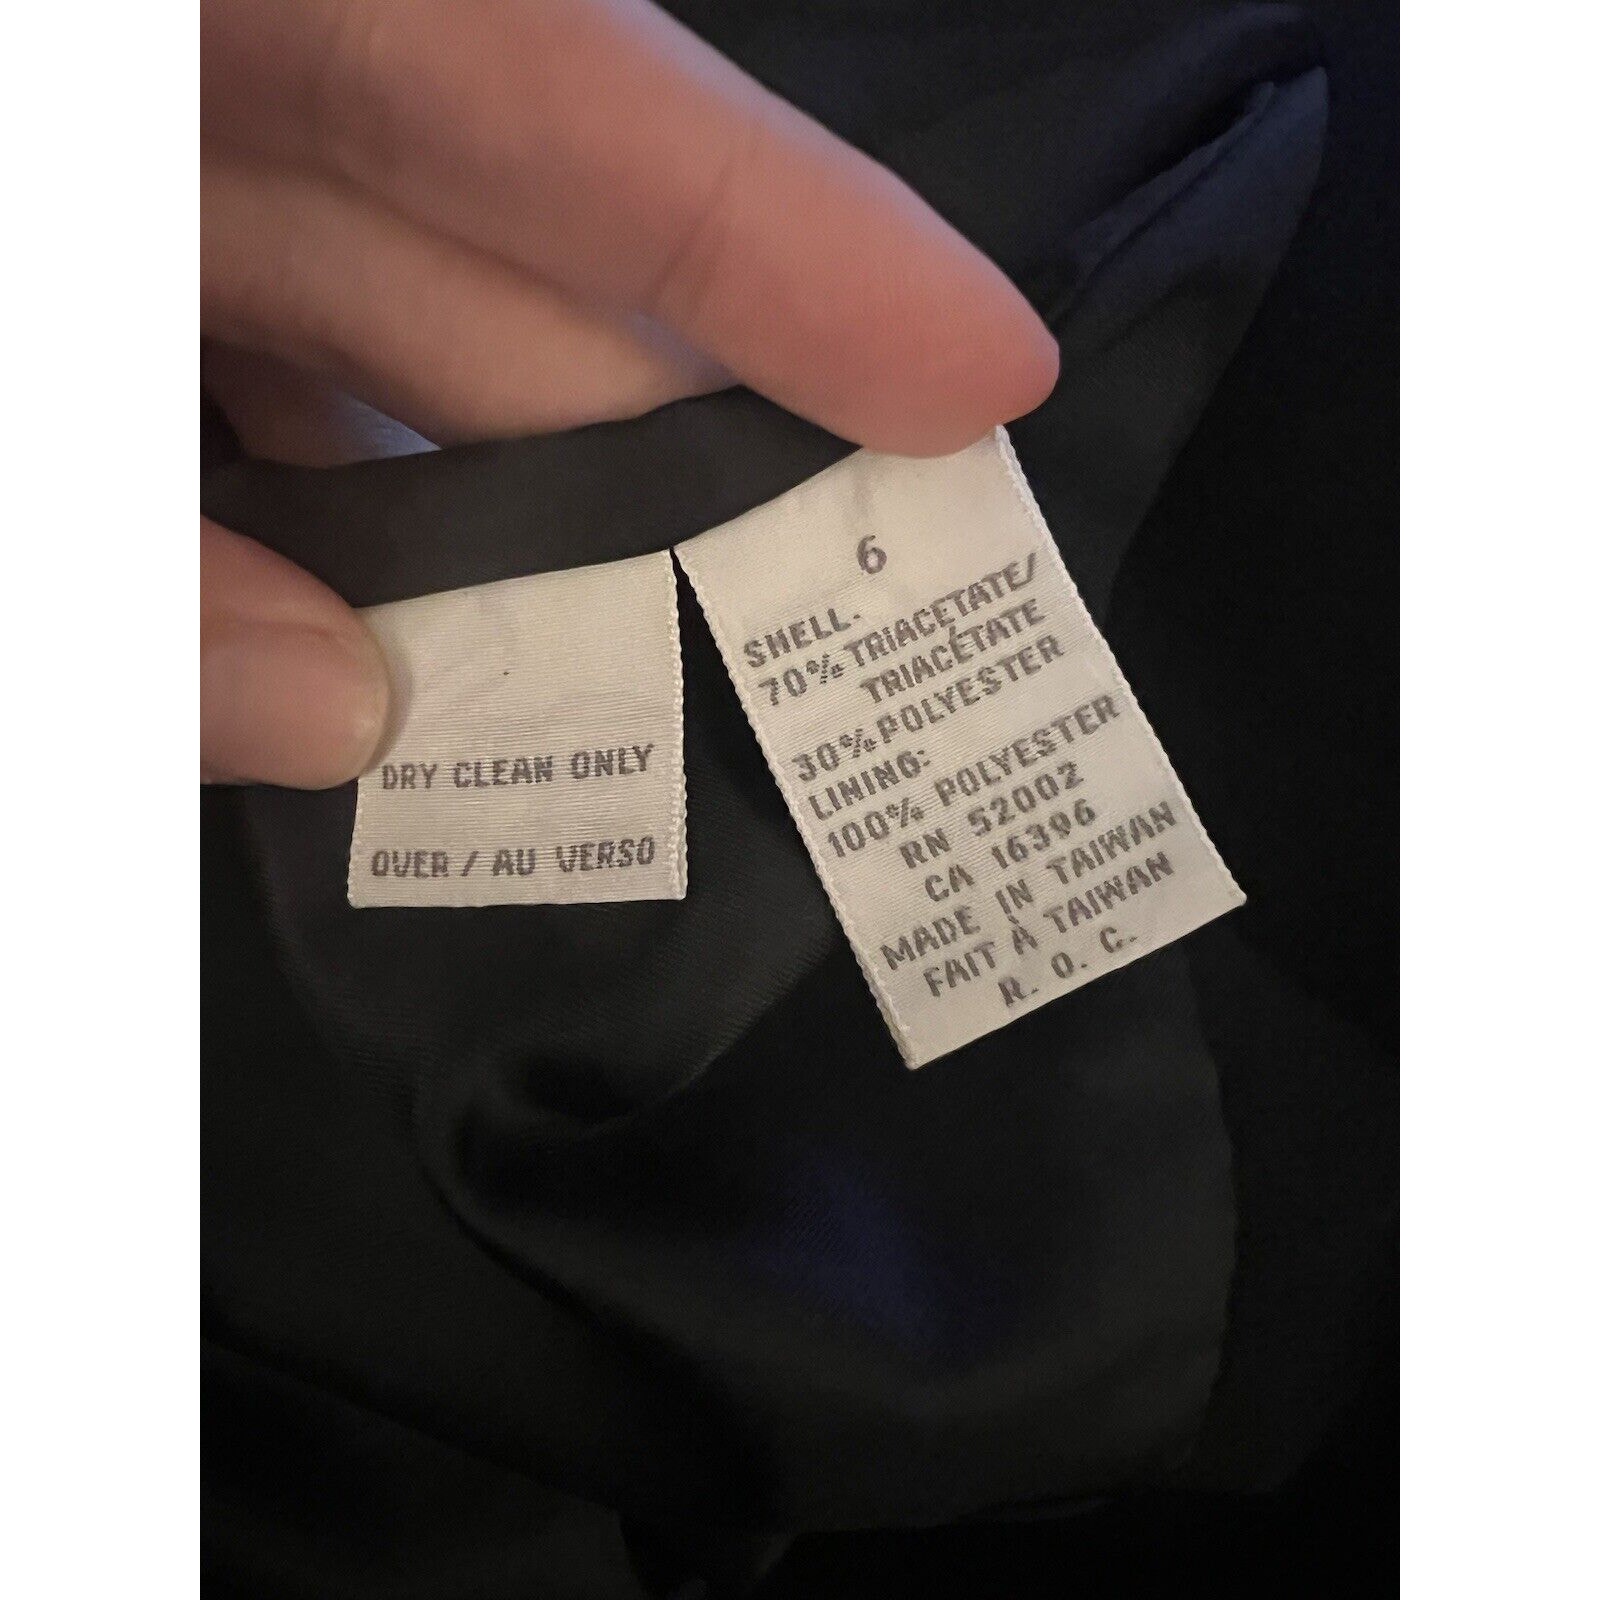 DRY CLEAN ONLY
OVER / AU VERSO
6
SHELL:
70% TRIACETATE/
TRIACÉTATE
30% POLYESTER
LINING:
100% POLYESTER
RN 52002
CA 16396
MADE IN TAIWAN
FAIT À TAIWAN
R. O. C.